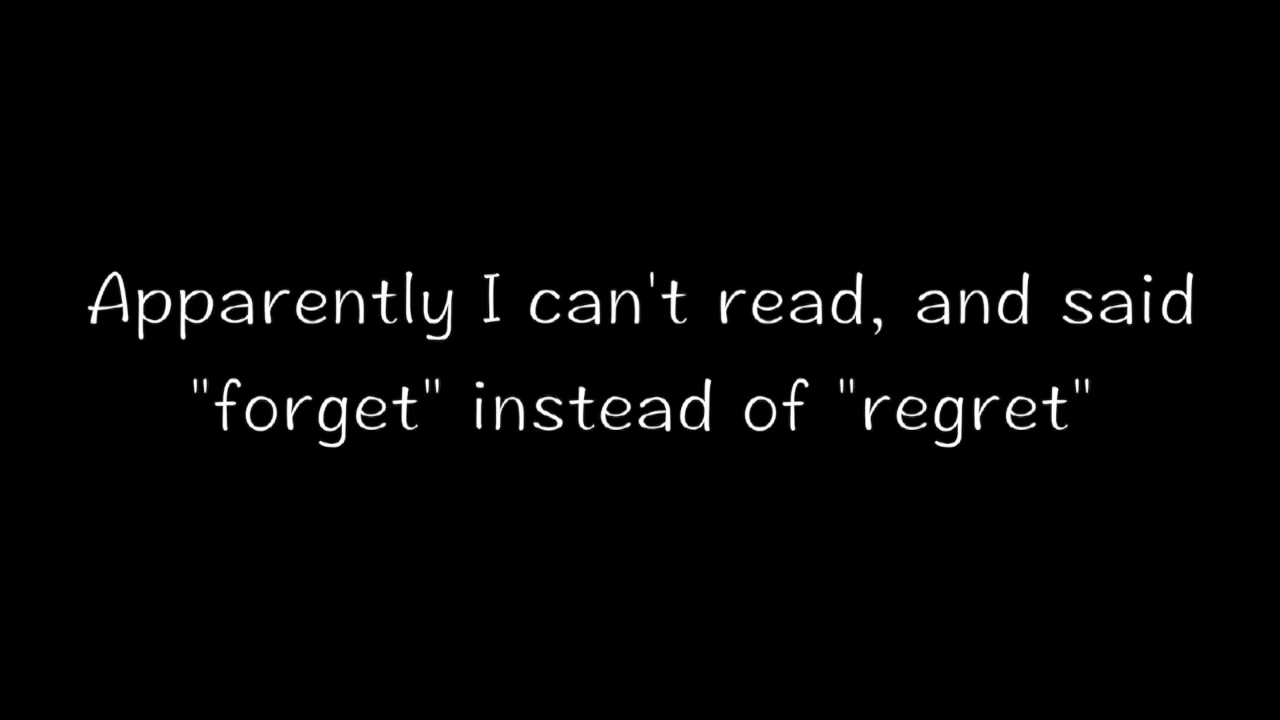 Apparently I can't read, and said
"forget" instead of "regret"